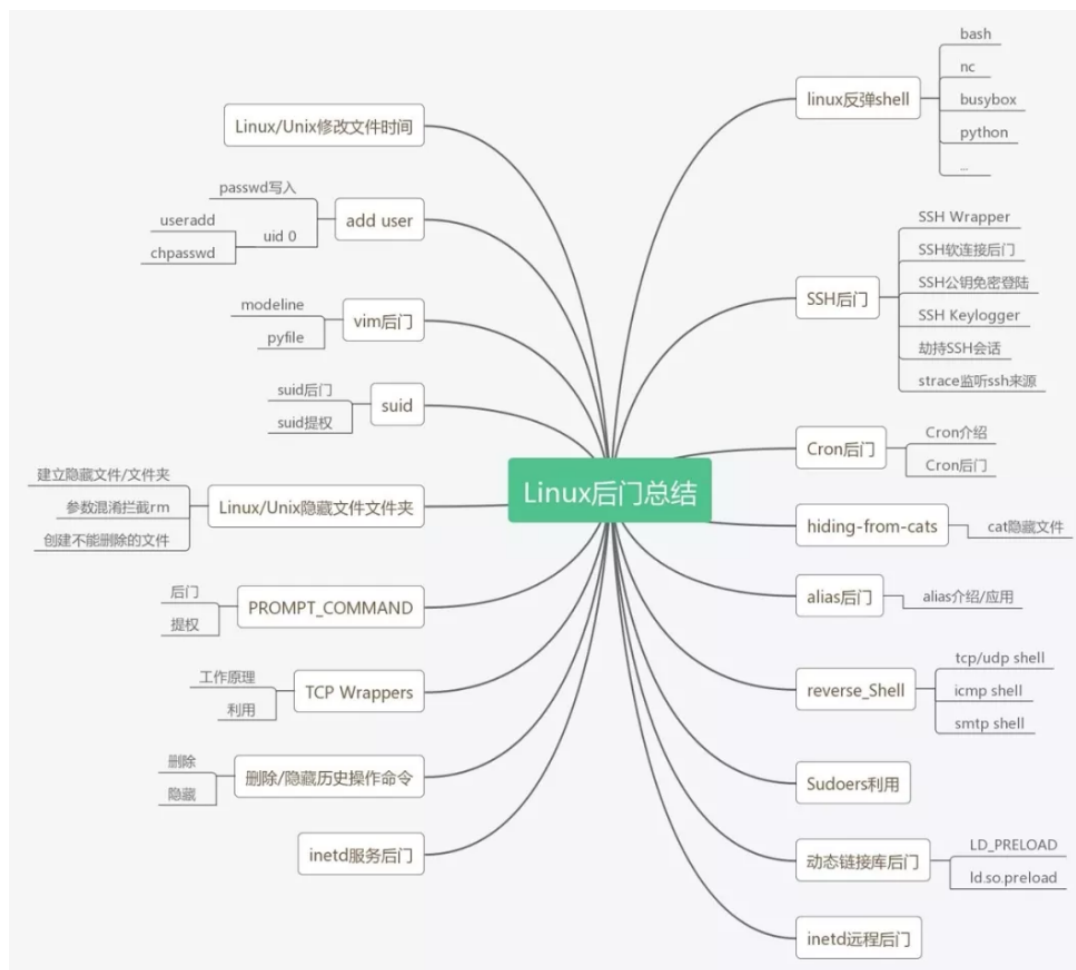 Linux后门总结
linux反弹shell
bash
nc
busybox
python
...
SSH后门
SSH Wrapper
SSH软连接后门
SSH公钥免密登陆
SSH Keylogger
劫持SSH会话
strace监听ssh来源
Cron后门
Cron介绍
Cron后门
hiding-from-cats
cat隐藏文件
alias后门
alias介绍/应用
reverse_Shell
tcp/udp shell
icmp shell
smtp shell
Sudoers利用
动态链接库后门
LD_PRELOAD
ld.so.preload
inetd远程后门
Linux/Unix修改文件时间
add user
passwd写入
uid 0
useradd
chpasswd
vim后门
modeline
pyfile
suid
suid后门
suid提权
Linux/Unix隐藏文件文件夹
建立隐藏文件/文件夹
参数混淆拦截rm
创建不能删除的文件
PROMPT_COMMAND
后门
提权
TCP Wrappers
工作原理
利用
删除/隐藏历史操作命令
删除
隐藏
inetd服务后门